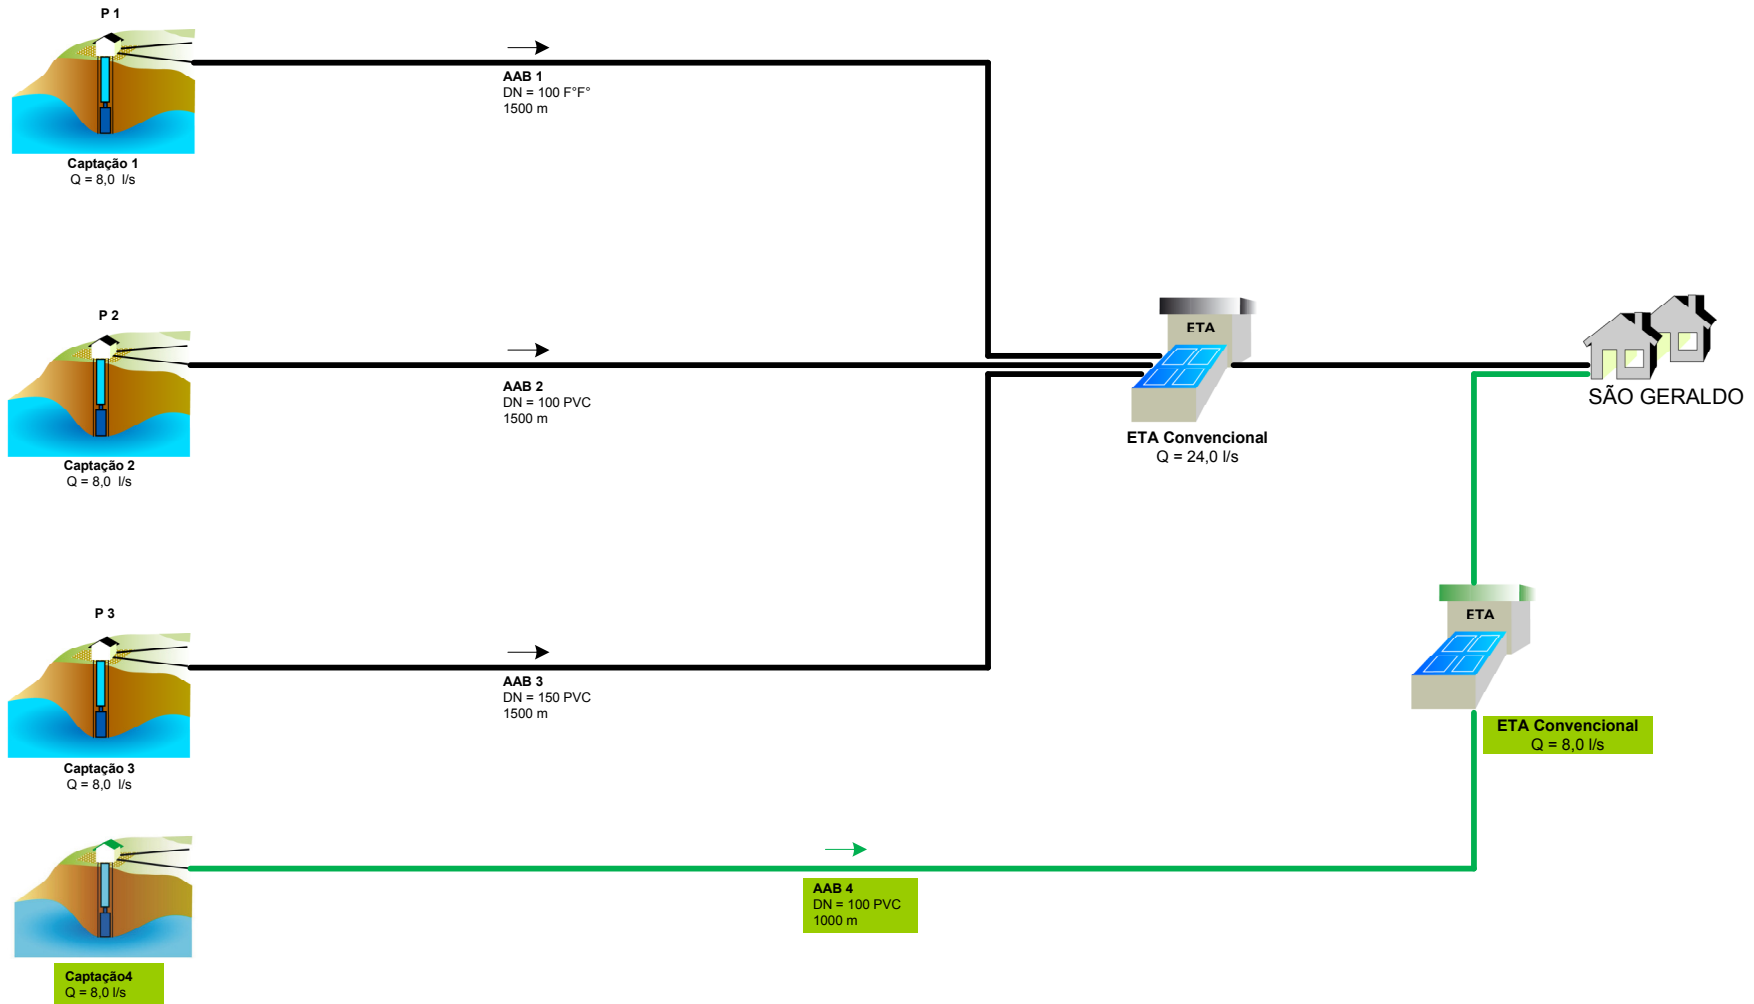 P 1
AAB 1
DN = 100 F°F°
1500 m
Captação 1
Q = 8,0 l/s
P 2
AAB 2
DN = 100 PVC
1500 m
Captação 2
Q = 8,0 l/s
ETA
ETA Convencional
Q = 24,0 l/s
SÃO GERALDO
P 3
AAB 3
DN = 150 PVC
1500 m
Captação 3
Q = 8,0 l/s
ETA
ETA Convencional
Q = 8,0 l/s
AAB 4
DN = 100 PVC
1000 m
Captação4
Q = 8,0 l/s